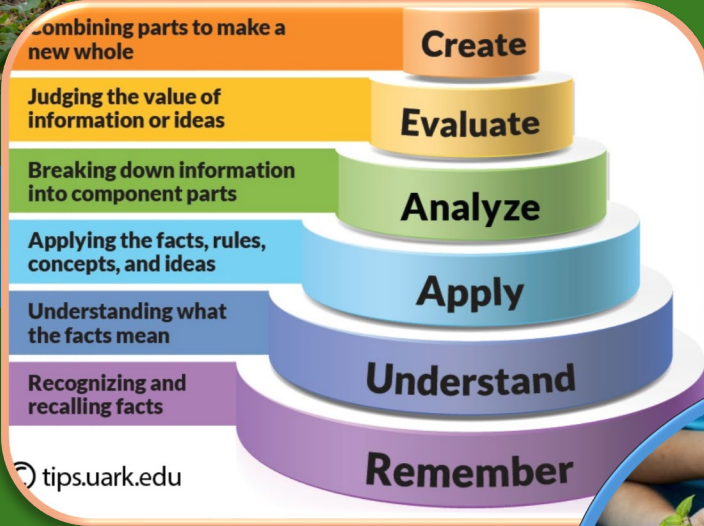 Combining parts to make a
new whole
Create
Judging the value of
information or ideas
Evaluate
Breaking down information
into component parts
Analyze
Applying the facts, rules,
concepts, and ideas
Apply
Understanding what
the facts mean
Understand
Recognizing and
recalling facts
Remember
© tips.uark.edu